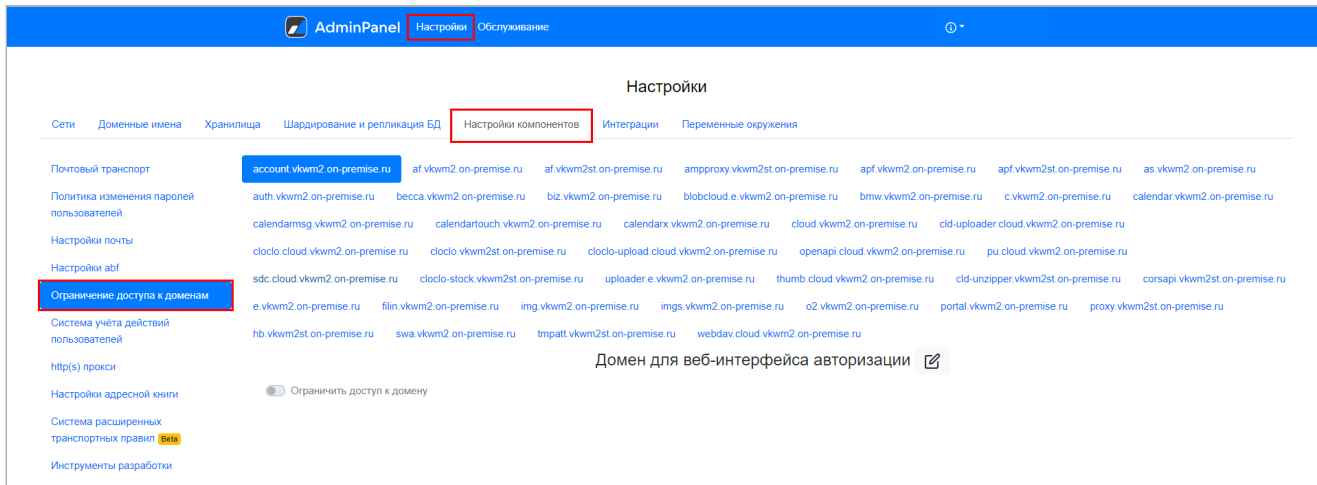 AdminPanel Настройки Обслуживание
Настройки
Сети Доменные имена Хранилища Шардирование и репликация БД Настройки компонентов Интеграции Переменные окружения
Почтовый транспорт
Политика изменения паролей
пользователей
Настройки почты
Настройки abf
Ограничение доступа к доменам
Система учёта действий
пользователей
http(s) прокси
Настройки адресной книги
Система расширенных
транспортных правил Beta
Инструменты разработки
account.vkwm2.on-premise.ru af.vkwm2.on-premise.ru af.vkwm2st.on-premise.ru ampproxy.vkwm2st.on-premise.ru apf.vkwm2.on-premise.ru apf.vkwm2st.on-premise.ru as.vkwm2.on-premise.ru
auth.vkwm2.on-premise.ru becca.vkwm2.on-premise.ru biz.vkwm2.on-premise.ru blobcloud.e.vkwm2.on-premise.ru bmw.vkwm2.on-premise.ru c.vkwm2.on-premise.ru calendar.vkwm2.on-premise.ru
calendarmsg.vkwm2.on-premise.ru calendartouch.vkwm2.on-premise.ru calendarx.vkwm2.on-premise.ru cloud.vkwm2.on-premise.ru cld-uploader.cloud.vkwm2.on-premise.ru
cloclo.cloud.vkwm2.on-premise.ru cloclo.vkwm2st.on-premise.ru cloclo-upload.cloud.vkwm2.on-premise.ru openapi.cloud.vkwm2.on-premise.ru pu.cloud.vkwm2.on-premise.ru
sdc.cloud.vkwm2.on-premise.ru cloclo-stock.vkwm2st.on-premise.ru uploader.e.vkwm2.on-premise.ru thumb.cloud.vkwm2.on-premise.ru cld-unzipper.vkwm2st.on-premise.ru corsapi.vkwm2st.on-premise.ru
e.vkwm2.on-premise.ru filin.vkwm2.on-premise.ru img.vkwm2.on-premise.ru imgs.vkwm2.on-premise.ru o2.vkwm2.on-premise.ru portal.vkwm2.on-premise.ru proxy.vkwm2st.on-premise.ru
hb.vkwm2st.on-premise.ru swa.vkwm2.on-premise.ru tmpatt.vkwm2st.on-premise.ru webdav.cloud.vkwm2.on-premise.ru
Домен для веб-интерфейса авторизации
Ограничить доступ к домену